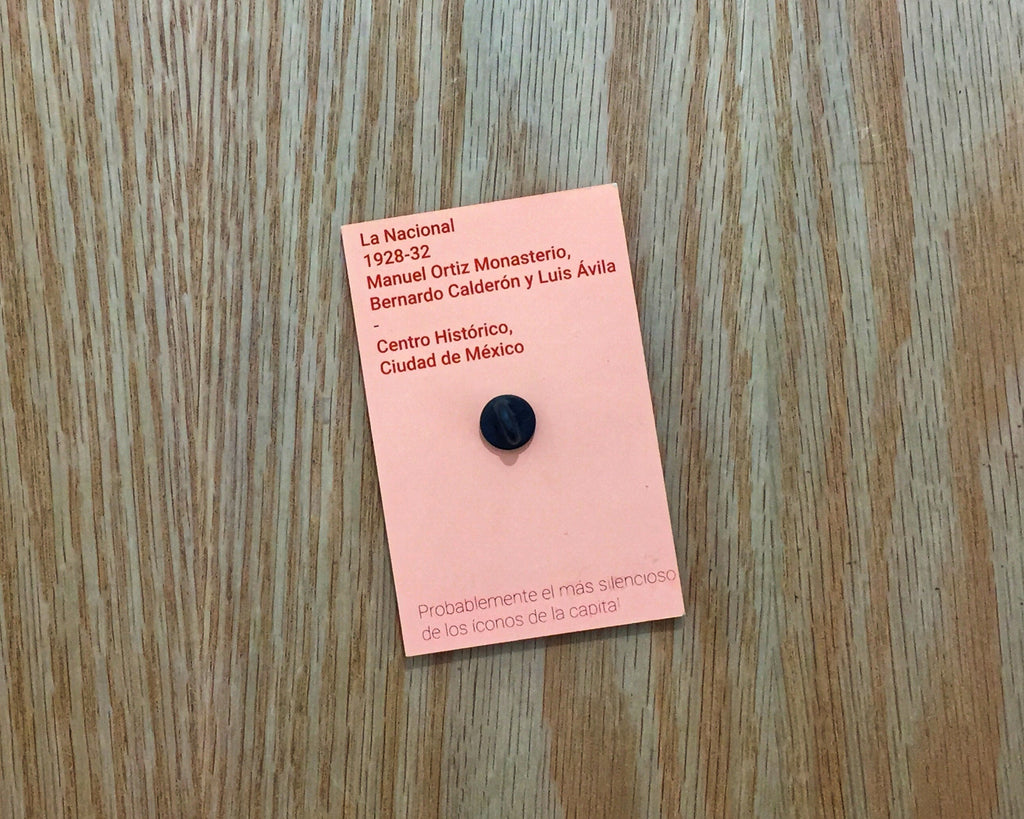 La Nacional
1928-32
Manuel Ortiz Monasterio,
Bernardo Calderón y Luis Ávila
-
Centro Histórico,
Ciudad de México
Probablemente el más silencioso
de los íconos de la capital